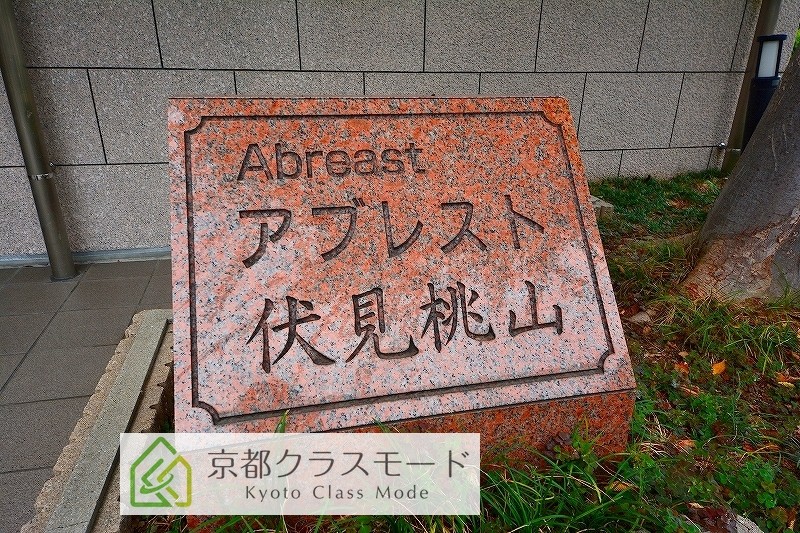 Abreast
アブレスト
伏見桃山
京都クラスモード
Kyoto Class Mode